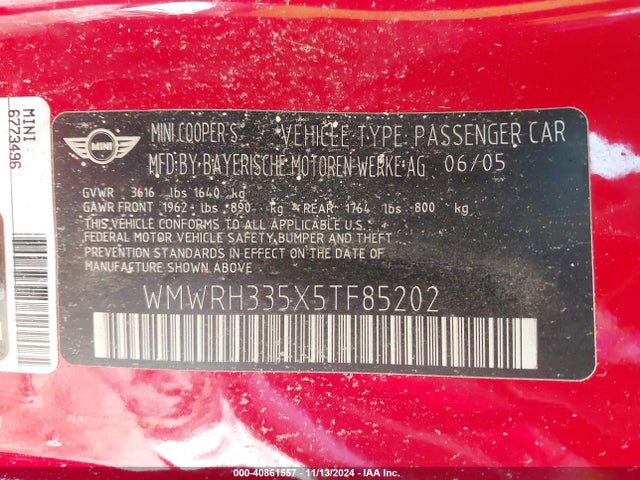 MINI
6773496
MINI
MINI COOPER S
VEHICLE TYPE: PASSENGER CAR
MFD BY BAYERISCHE MOTOREN WERKE AG 06/05
GVWR 3616 lbs 1640 kg
GAWR FRONT 1962 lbs 890 kg REAR 1764 lbs 800 kg
THIS VEHICLE CONFORMS TO ALL APPLICABLE U.S.
FEDERAL MOTOR VEHICLE SAFETY, BUMPER AND THEFT
PREVENTION STANDARDS IN EFFECT ON THE DATE OF
MANUFACTURE SHOWN ABOVE.
WMWRH335X5TF85202
000-40861557 - 11/13/2024 - IAA Inc.